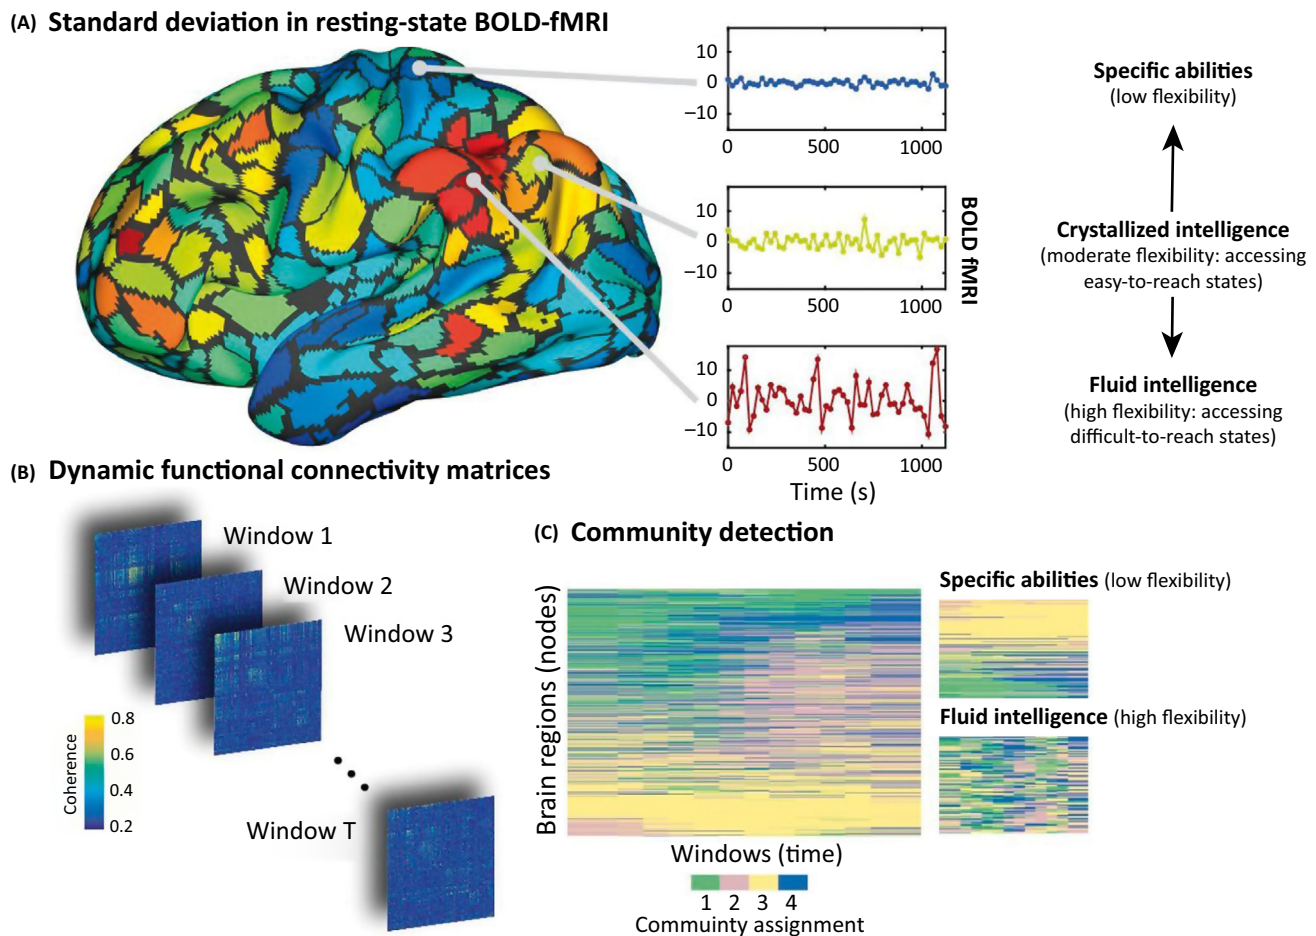 (A) Standard deviation in resting-state BOLD-fMRI
10
0
−10
0 500 1000
10
0
−10
0 500 1000
10
0
−10
0 500 1000
Time (s)
BOLD fMRI
Specific abilities
(low flexibility)
Crystallized intelligence
(moderate flexibility: accessing
easy-to-reach states)
Fluid intelligence
(high flexibility: accessing
difficult-to-reach states)
(B) Dynamic functional connectivity matrices
Window 1
Window 2
Window 3
Window T
Coherence
0.8
0.6
0.4
0.2
(C) Community detection
Brain regions (nodes)
Windows (time)
1 2 3 4
Commuinty assignment
Specific abilities (low flexibility)
Fluid intelligence (high flexibility)